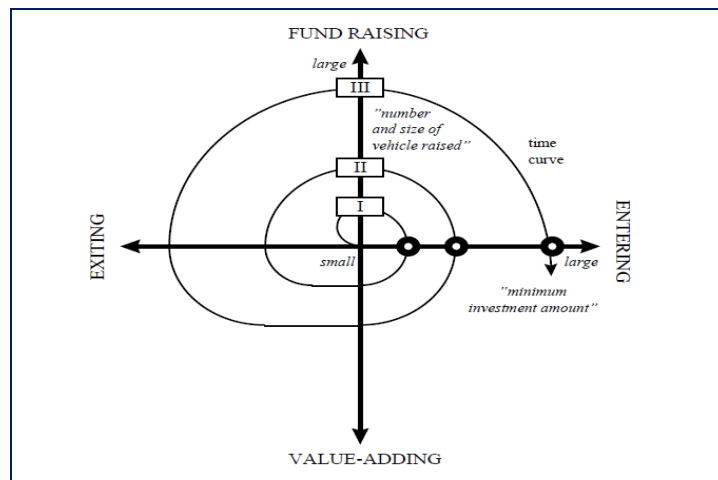 FUND RAISING
large
III
"number
and size of
vehicle raised"
time
curve
II
I
EXITING
ENTERING
small
large
"minimum
investment amount"
VALUE-ADDING